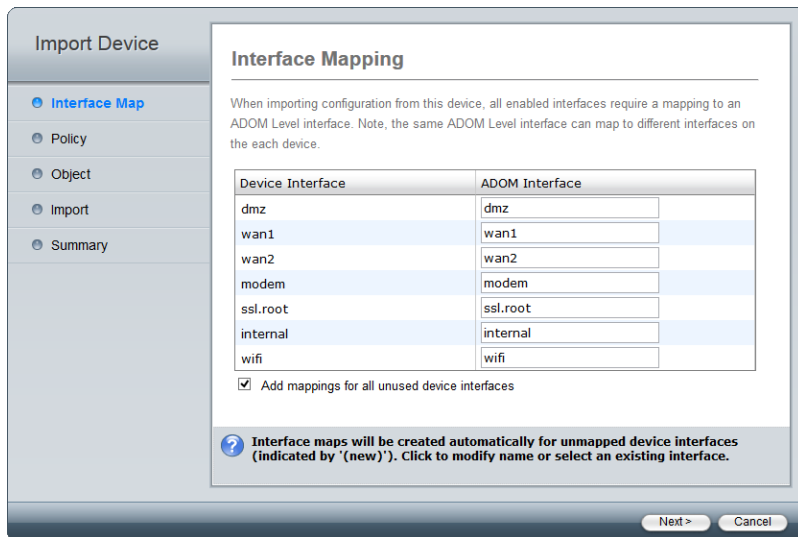 Import Device
Interface Map
Policy
Object
Import
Summary
Interface Mapping
When importing configuration from this device, all enabled interfaces require a mapping to an
ADOM Level interface. Note, the same ADOM Level interface can map to different interfaces on
the each device.
Device Interface ADOM Interface
dmz dmz
wan1 wan1
wan2 wan2
modem modem
ssl.root ssl.root
internal internal
wifi wifi
Add mappings for all unused device interfaces
Interface maps will be created automatically for unmapped device interfaces
(indicated by '(new)'). Click to modify name or select an existing interface.
Next > Cancel